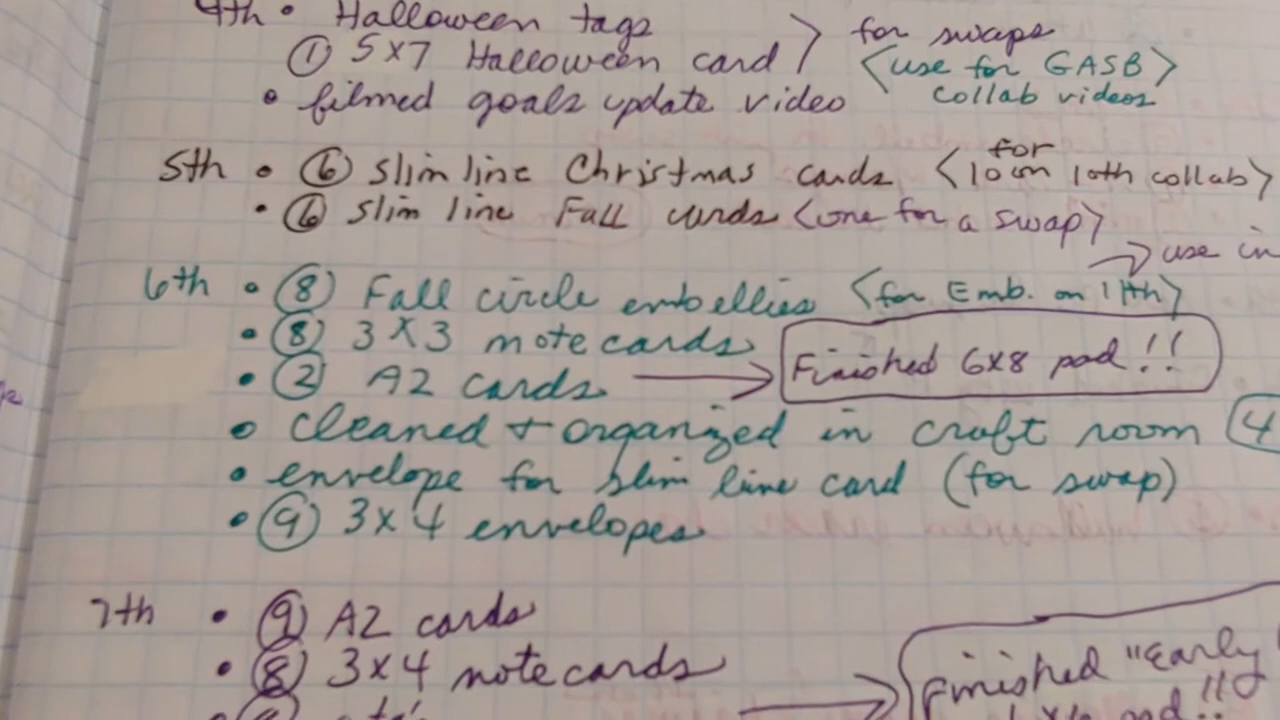 4th • Halloween tags > for swaps
① 5x7 Halloween card <use for GASB>
• filmed goals update video collab videos
5th • ⑥ slim line Christmas cards <for 10 on 10th collab>
• ⑥ slim line Fall cards <one for a swap>
→ use in
6th • ⑧ Fall circle embellies <for Emb. on 11th>
• ⑧ 3x3 notecards
• ② A2 cards → Finished 6x8 pad!!
• cleaned + organized in craft room 4
• envelope for slim line card (for swap)
• ⑨ 3x4 envelopes
7th • ⑨ A2 cards
• ⑧ 3x4 notecards
→ Finished "Early
pad!!